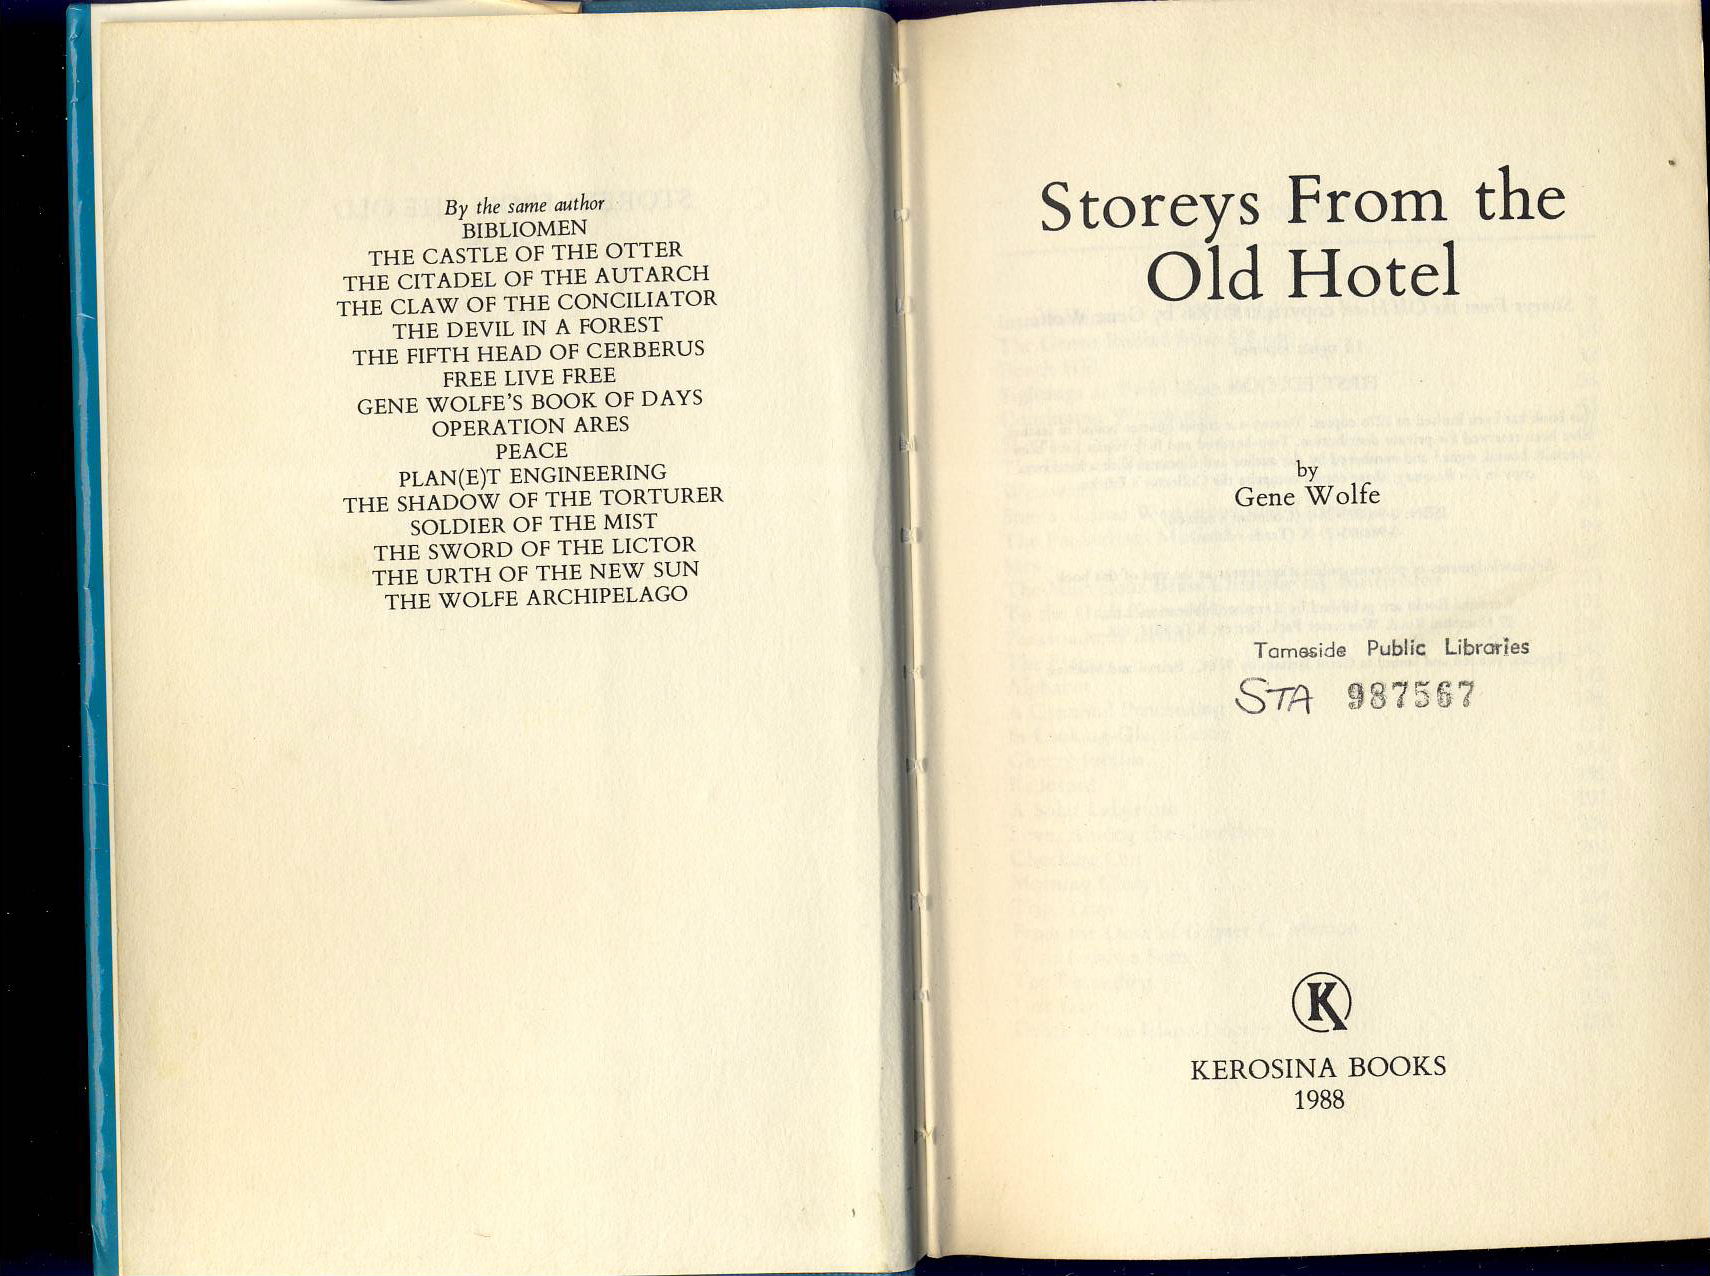 By the same author
BIBLIOMEN
THE CASTLE OF THE OTTER
THE CITADEL OF THE AUTARCH
THE CLAW OF THE CONCILIATOR
THE DEVIL IN A FOREST
THE FIFTH HEAD OF CERBERUS
FREE LIVE FREE
GENE WOLFE'S BOOK OF DAYS
OPERATION ARES
PEACE
PLAN(E)T ENGINEERING
THE SHADOW OF THE TORTURER
SOLDIER OF THE MIST
THE SWORD OF THE LICTOR
THE URTH OF THE NEW SUN
THE WOLFE ARCHIPELAGO
Storeys From the
Old Hotel
by
Gene Wolfe
Tameside Public Libraries
STA 987567
K
KEROSINA BOOKS
1988